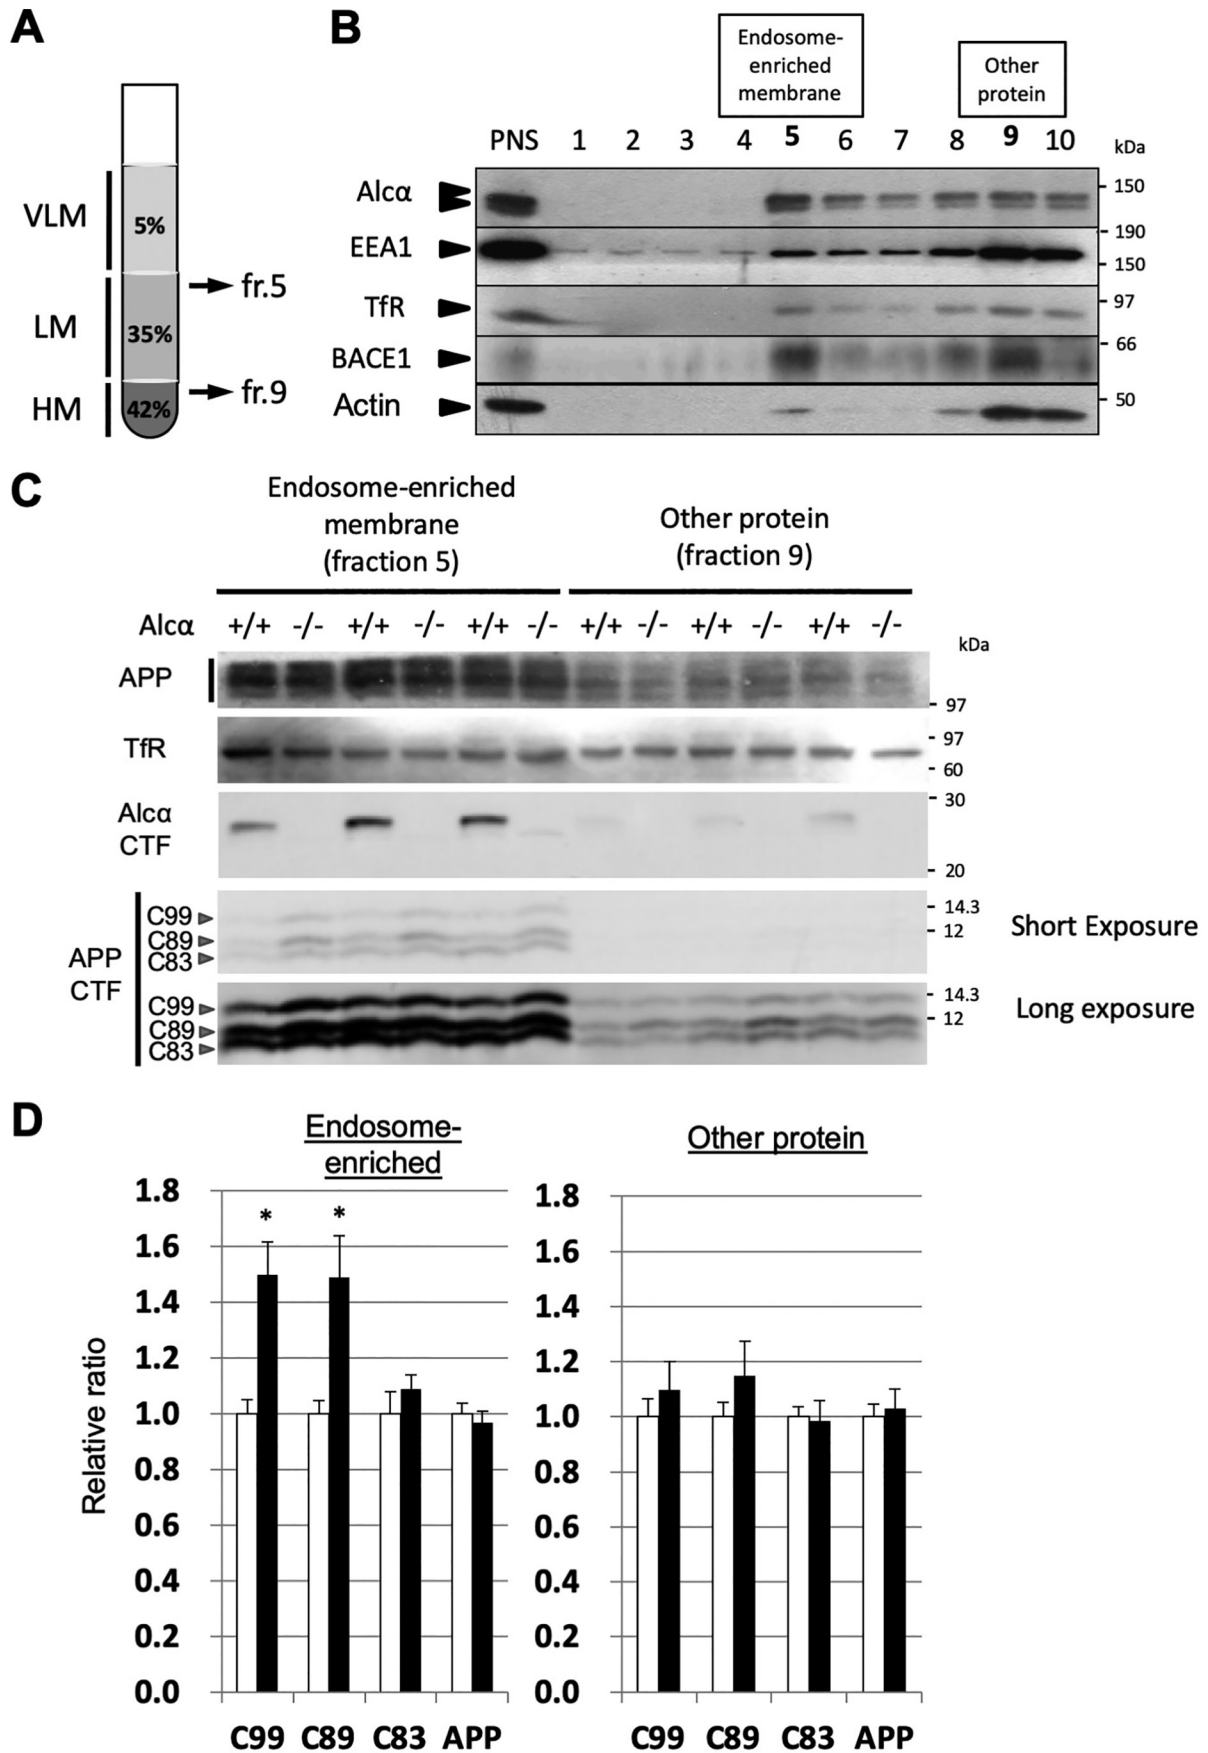 A
VLM
5%
fr.5
LM
35%
fr.9
HM
42%
B
Endosome-
enriched
membrane
Other
protein
PNS 1 2 3 4 5 6 7 8 9 10 kDa
Alcα
150
190
EEA1
150
TfR
97
BACE1
66
Actin
50
C
Endosome-enriched
membrane
(fraction 5)
Other protein
(fraction 9)
Alcα +/+ -/- +/+ -/- +/+ -/- +/+ -/- +/+ -/- +/+ -/-
kDa
APP
97
TfR
97
60
Alcα
CTF
30
20
APP
CTF
C99
C89
C83
14.3
12
Short Exposure
C99
C89
C83
14.3
12
Long exposure
D
Endosome-
enriched
Relative ratio
1.8
1.6
1.4
1.2
1.0
0.8
0.6
0.4
0.2
0.0
* *
C99 C89 C83 APP
Other protein
1.8
1.6
1.4
1.2
1.0
0.8
0.6
0.4
0.2
0.0
C99 C89 C83 APP